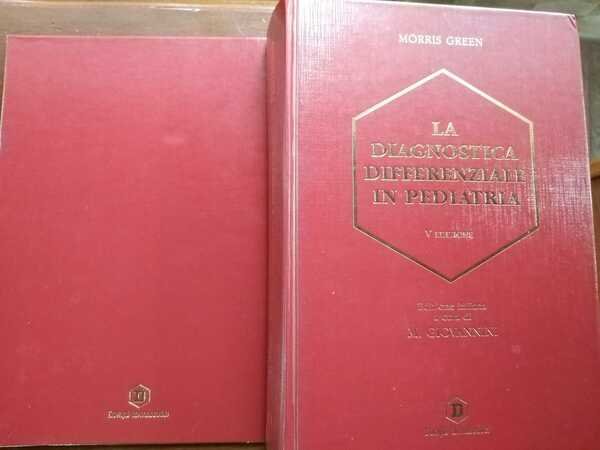 MORRIS GREEN
LA
DIAGNOSTICA
DIFFERENZIALE
IN PEDIATRIA
V EDIZIONE
Edizione italiana
a cura di
M. GIOVANNINI
D
D